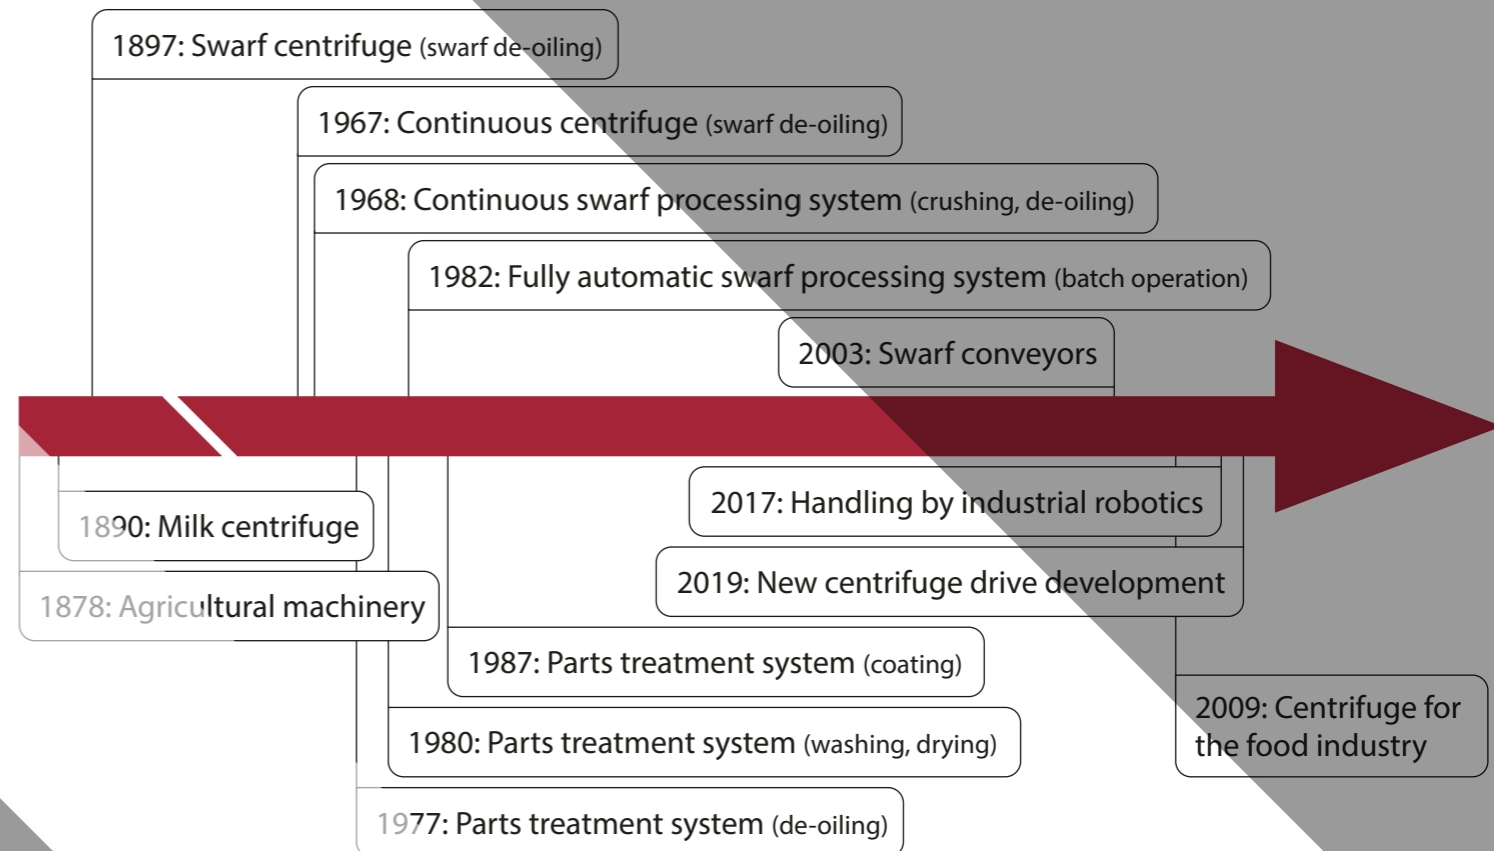 1897: Swarf centrifuge (swarf de-oiling)
1967: Continuous centrifuge (swarf de-oiling)
1968: Continuous swarf processing system (crushing, de-oiling)
1982: Fully automatic swarf processing system (batch operation)
2003: Swarf conveyors
2017: Handling by industrial robotics
1890: Milk centrifuge
2019: New centrifuge drive development
1878: Agricultural machinery
1987: Parts treatment system (coating)
2009: Centrifuge for
the food industry
1980: Parts treatment system (washing, drying)
1977: Parts treatment system (de-oiling)